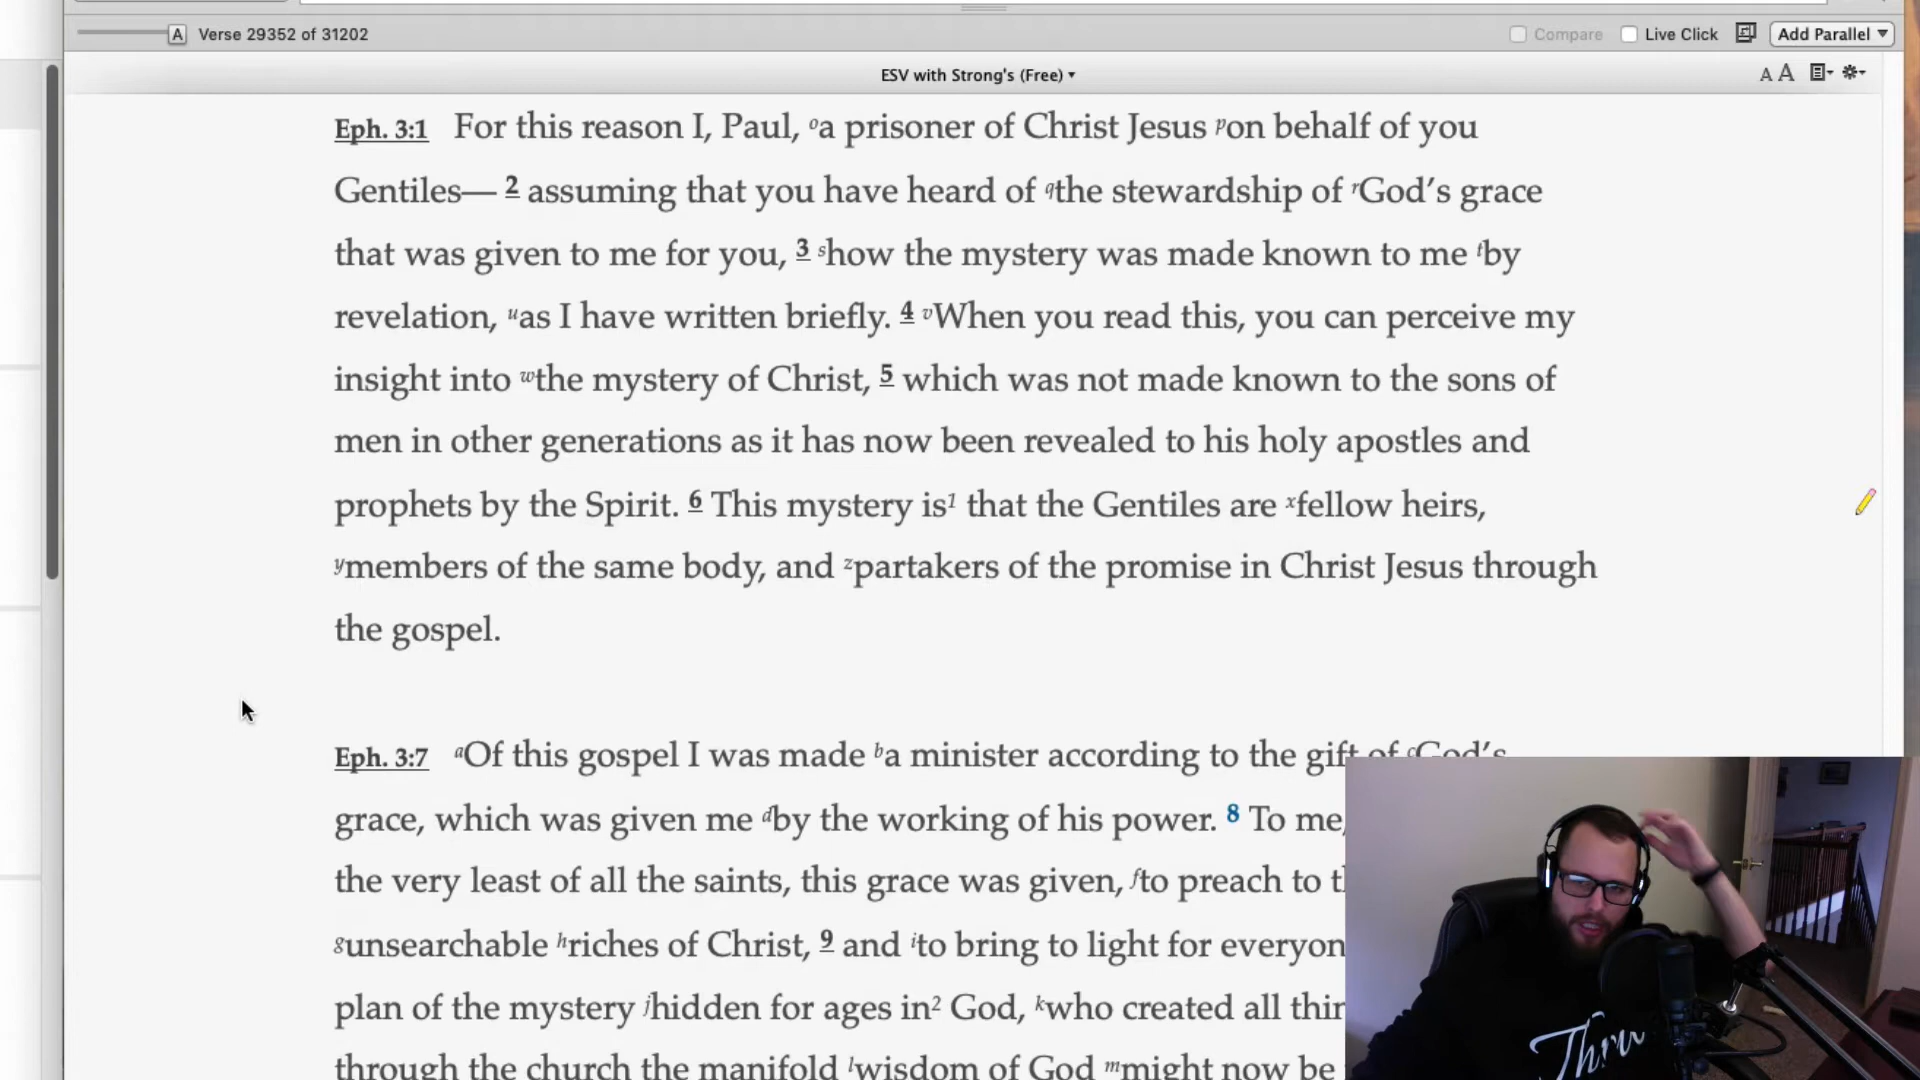 A Verse 29352 of 31202 Compare Live Click Add Parallel
ESV with Strong's (Free) A A
Eph. 3:1 For this reason I, Paul, oa prisoner of Christ Jesus pon behalf of you
Gentiles— 2 assuming that you have heard of qthe stewardship of rGod’s grace
that was given to me for you, 3 show the mystery was made known to me tby
revelation, uas I have written briefly. 4 vWhen you read this, you can perceive my
insight into wthe mystery of Christ, 5 which was not made known to the sons of
men in other generations as it has now been revealed to his holy apostles and
prophets by the Spirit. 6 This mystery is1 that the Gentiles are xfellow heirs,
ymembers of the same body, and zpartakers of the promise in Christ Jesus through
the gospel.
Eph. 3:7 aOf this gospel I was made ba minister according to the gift of cGod’s
grace, which was given me dby the working of his power. 8 To me,
the very least of all the saints, this grace was given, fto preach to
gunsearchable hriches of Christ, 9 and ito bring to light for
plan of the mystery jhidden for ages in2 God, kwho created all
through the church the manifold lwisdom of God mmight now be
Thru